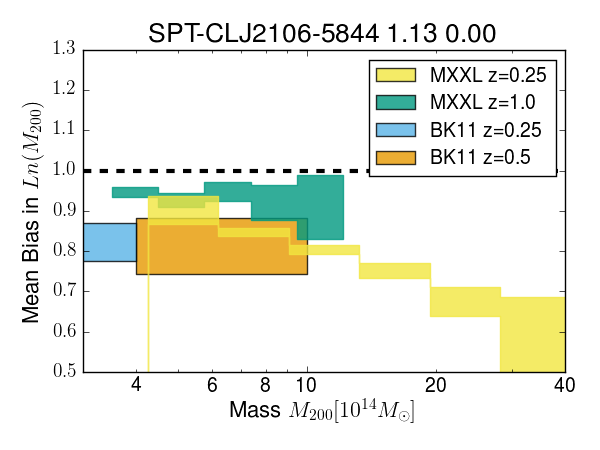 SPT-CLJ2106-5844 1.13 0.00
1.3
1.2
1.1
1.0
0.9
0.8
0.7
0.6
0.5
Mean Bias in Ln(M₂₀₀)
MXXL z=0.25
MXXL z=1.0
BK11 z=0.25
BK11 z=0.5
4 6 8 10 20 40
Mass M₂₀₀[10¹⁴M⊙]